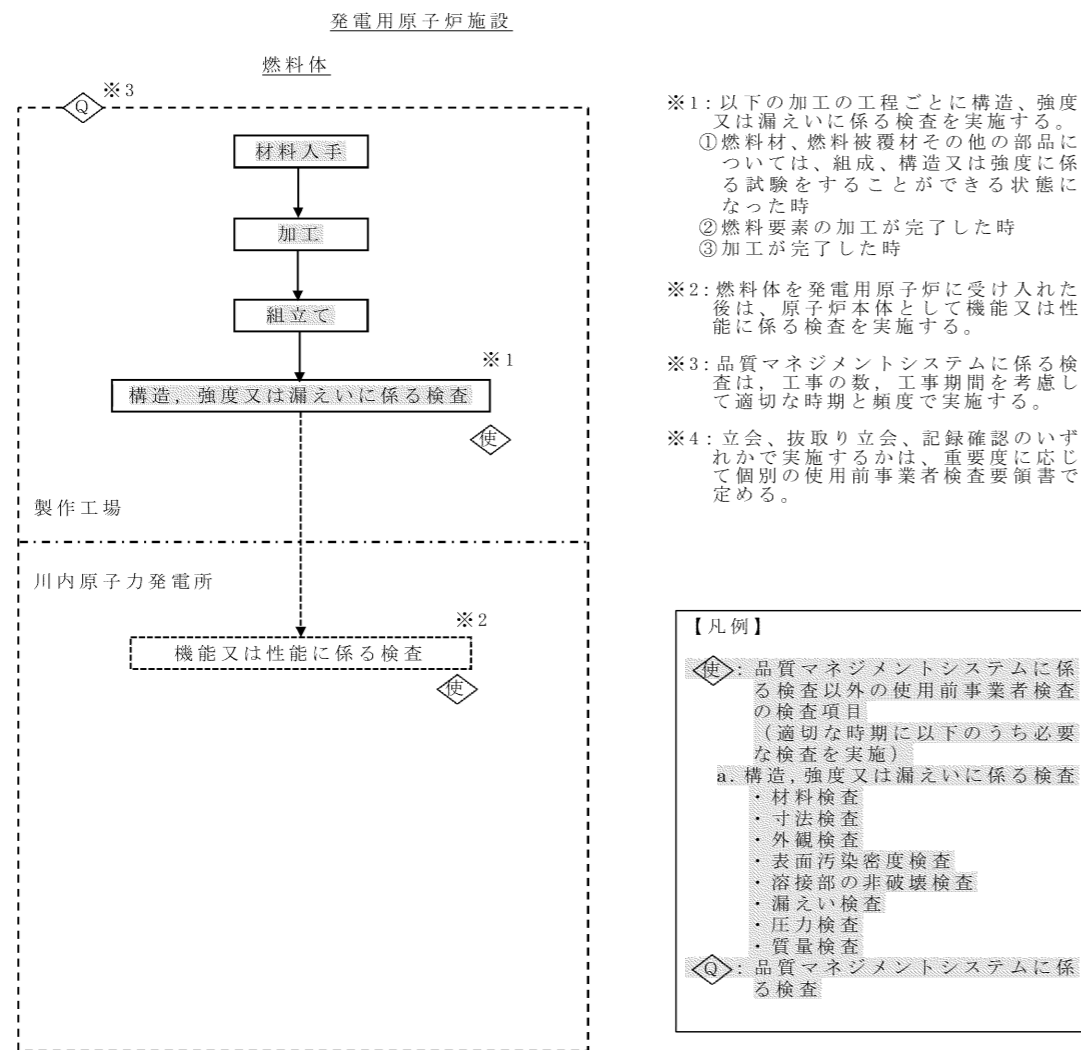 発電用原子炉施設
燃料体
Q
※3
材料入手
加工
組立て
※1
構造，強度又は漏えいに係る検査
使
製作工場
川内原子力発電所
※2
機能又は性能に係る検査
使
※1：以下の加工の工程ごとに構造、強度
又は漏えいに係る検査を実施する。
①燃料材、燃料被覆材その他の部品に
ついては、組成、構造又は強度に係
る試験をすることができる状態に
なった時
②燃料要素の加工が完了した時
③加工が完了した時
※2：燃料体を発電用原子炉に受け入れた
後は、原子炉本体として機能又は性
能に係る検査を実施する。
※3：品質マネジメントシステムに係る検
査は，工事の数，工事期間を考慮し
て適切な時期と頻度で実施する。
※4：立会、抜取り立会、記録確認のいず
れかで実施するかは、重要度に応じ
て個別の使用前事業者検査要領書で
定める。
【凡例】
使：品質マネジメントシステムに係
る検査以外の使用前事業者検査
の検査項目
（適切な時期に以下のうち必要
な検査を実施）
a. 構造，強度又は漏えいに係る検査
・材料検査
・寸法検査
・外観検査
・表面汚染密度検査
・溶接部の非破壊検査
・漏えい検査
・圧力検査
・質量検査
Q：品質マネジメントシステムに係
る検査